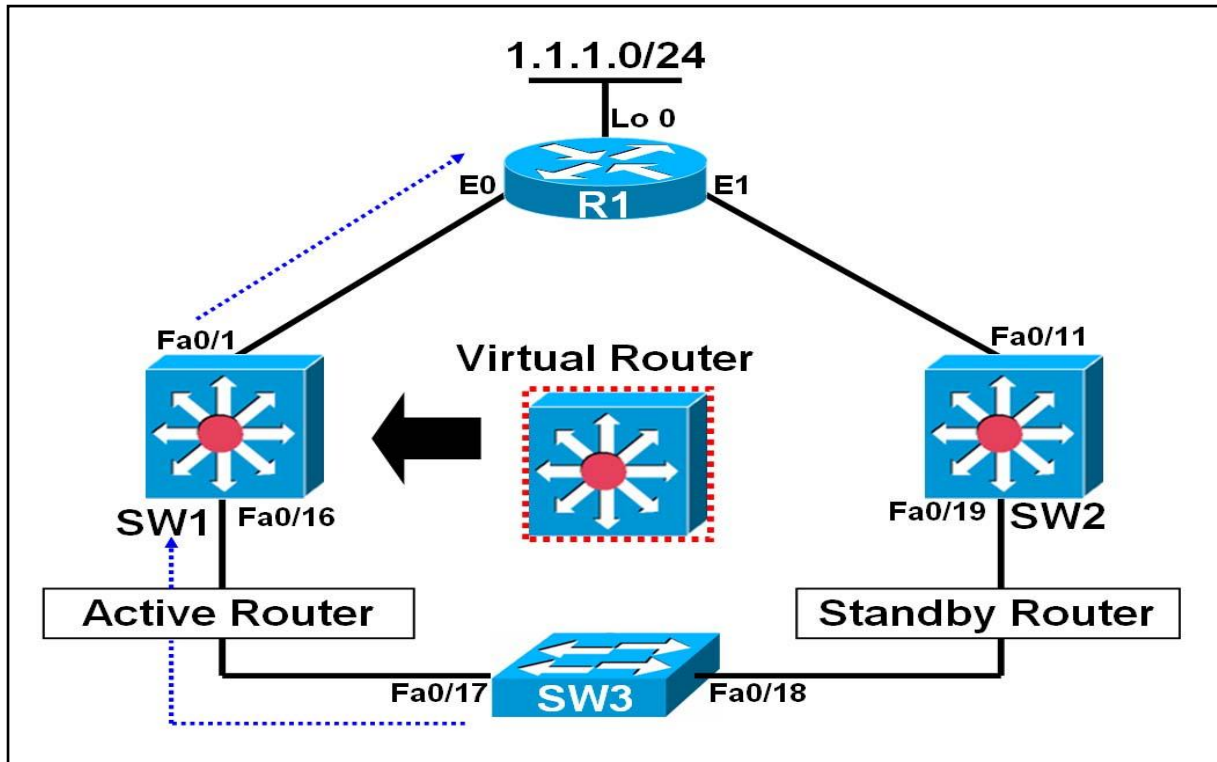 1.1.1.0/24
Lo 0
E0
E1
R1
Fa0/1
Fa0/11
Virtual Router
SW1
Fa0/16
Fa0/19
SW2
Active Router
Standby Router
Fa0/17
SW3
Fa0/18